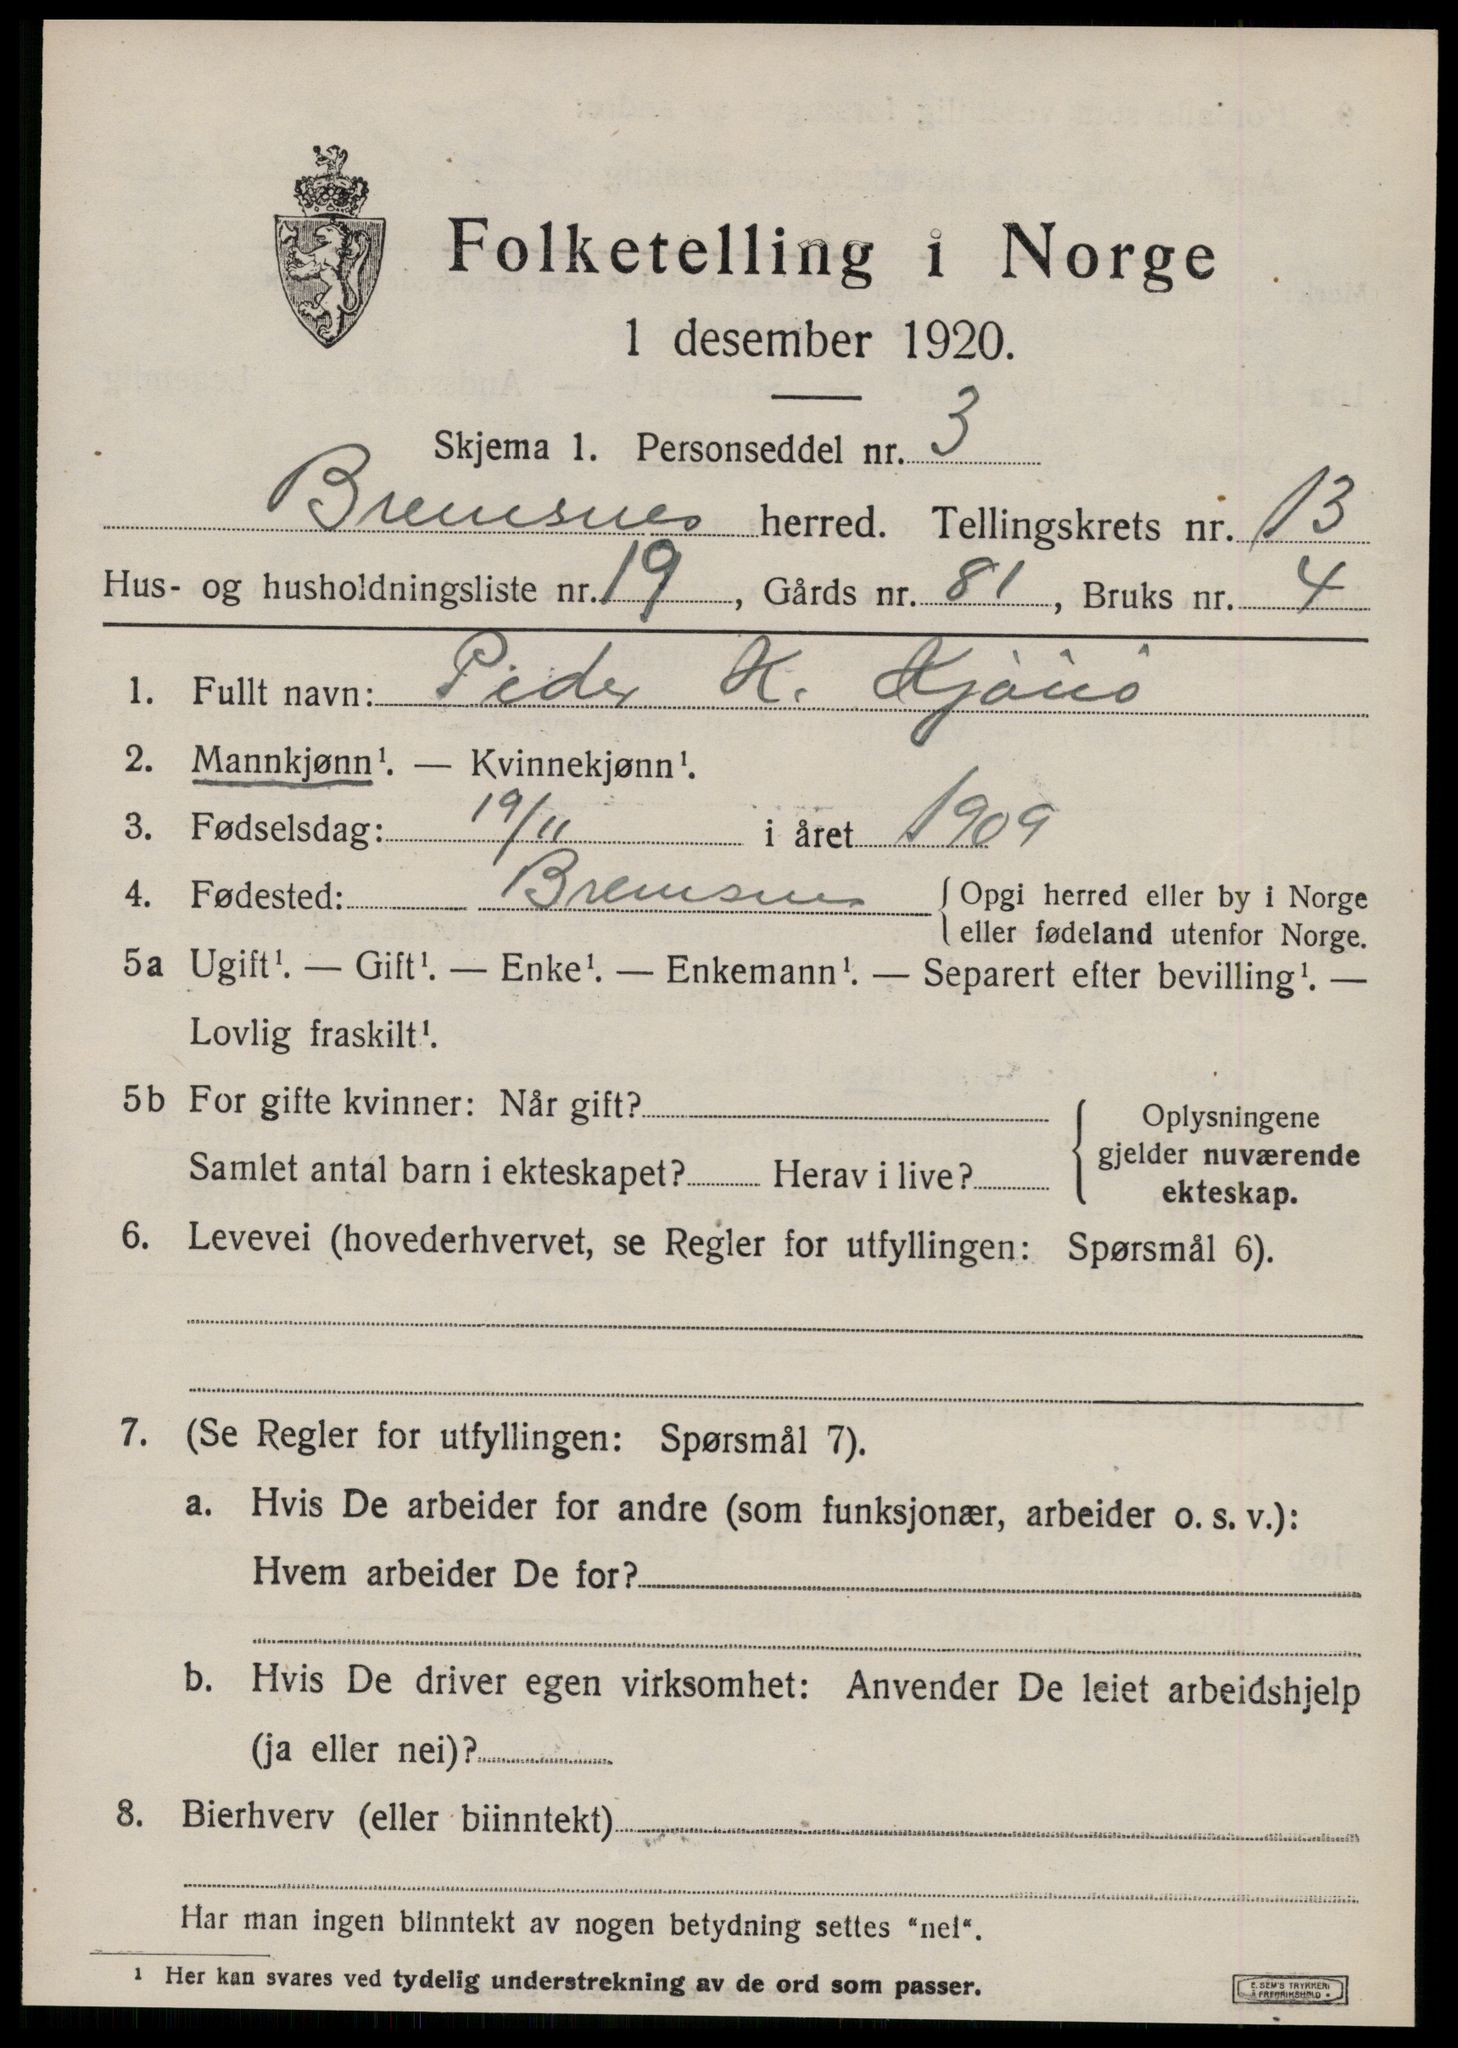 Folketelling i Norge
1 desember 1920.
Skjema 1. Personseddel nr. 3
Bremsnes herred. Tellingskrets nr. 13
Hus- og husholdningsliste nr. 19, Gårds nr. 81, Bruks nr. 4
1. Fullt navn: Peder K.
2. Mannkjønn¹. — Kvinnekjønn¹.
3. Fødselsdag: 19/11 i året 1909
4. Fødested: Bremsnes { Opgi herred eller by i Norge
eller fødeland utenfor Norge.
5a Ugift¹. — Gift¹. — Enke¹. — Enkemann¹. — Separert efter bevilling¹. —
Lovlig fraskilt¹.
5b For gifte kvinner: Når gift?
Samlet antal barn i ekteskapet? Herav i live?
{ Oplysningene
gjelder nuværende
ekteskap.
6. Levevei (hovederhvervet, se Regler for utfyllingen: Spørsmål 6).
7. (Se Regler for utfyllingen: Spørsmål 7).
a. Hvis De arbeider for andre (som funksjonær, arbeider o. s. v.):
Hvem arbeider De for?
b. Hvis De driver egen virksomhet: Anvender De leiet arbeidshjelp
(ja eller nei)?
8. Bierhverv (eller biinntekt)
Har man ingen biinntekt av nogen betydning settes "nei".
¹ Her kan svares ved tydelig understrekning av de ord som passer.
E. SEM'S TRYKKERI
FREDRIKSHALD